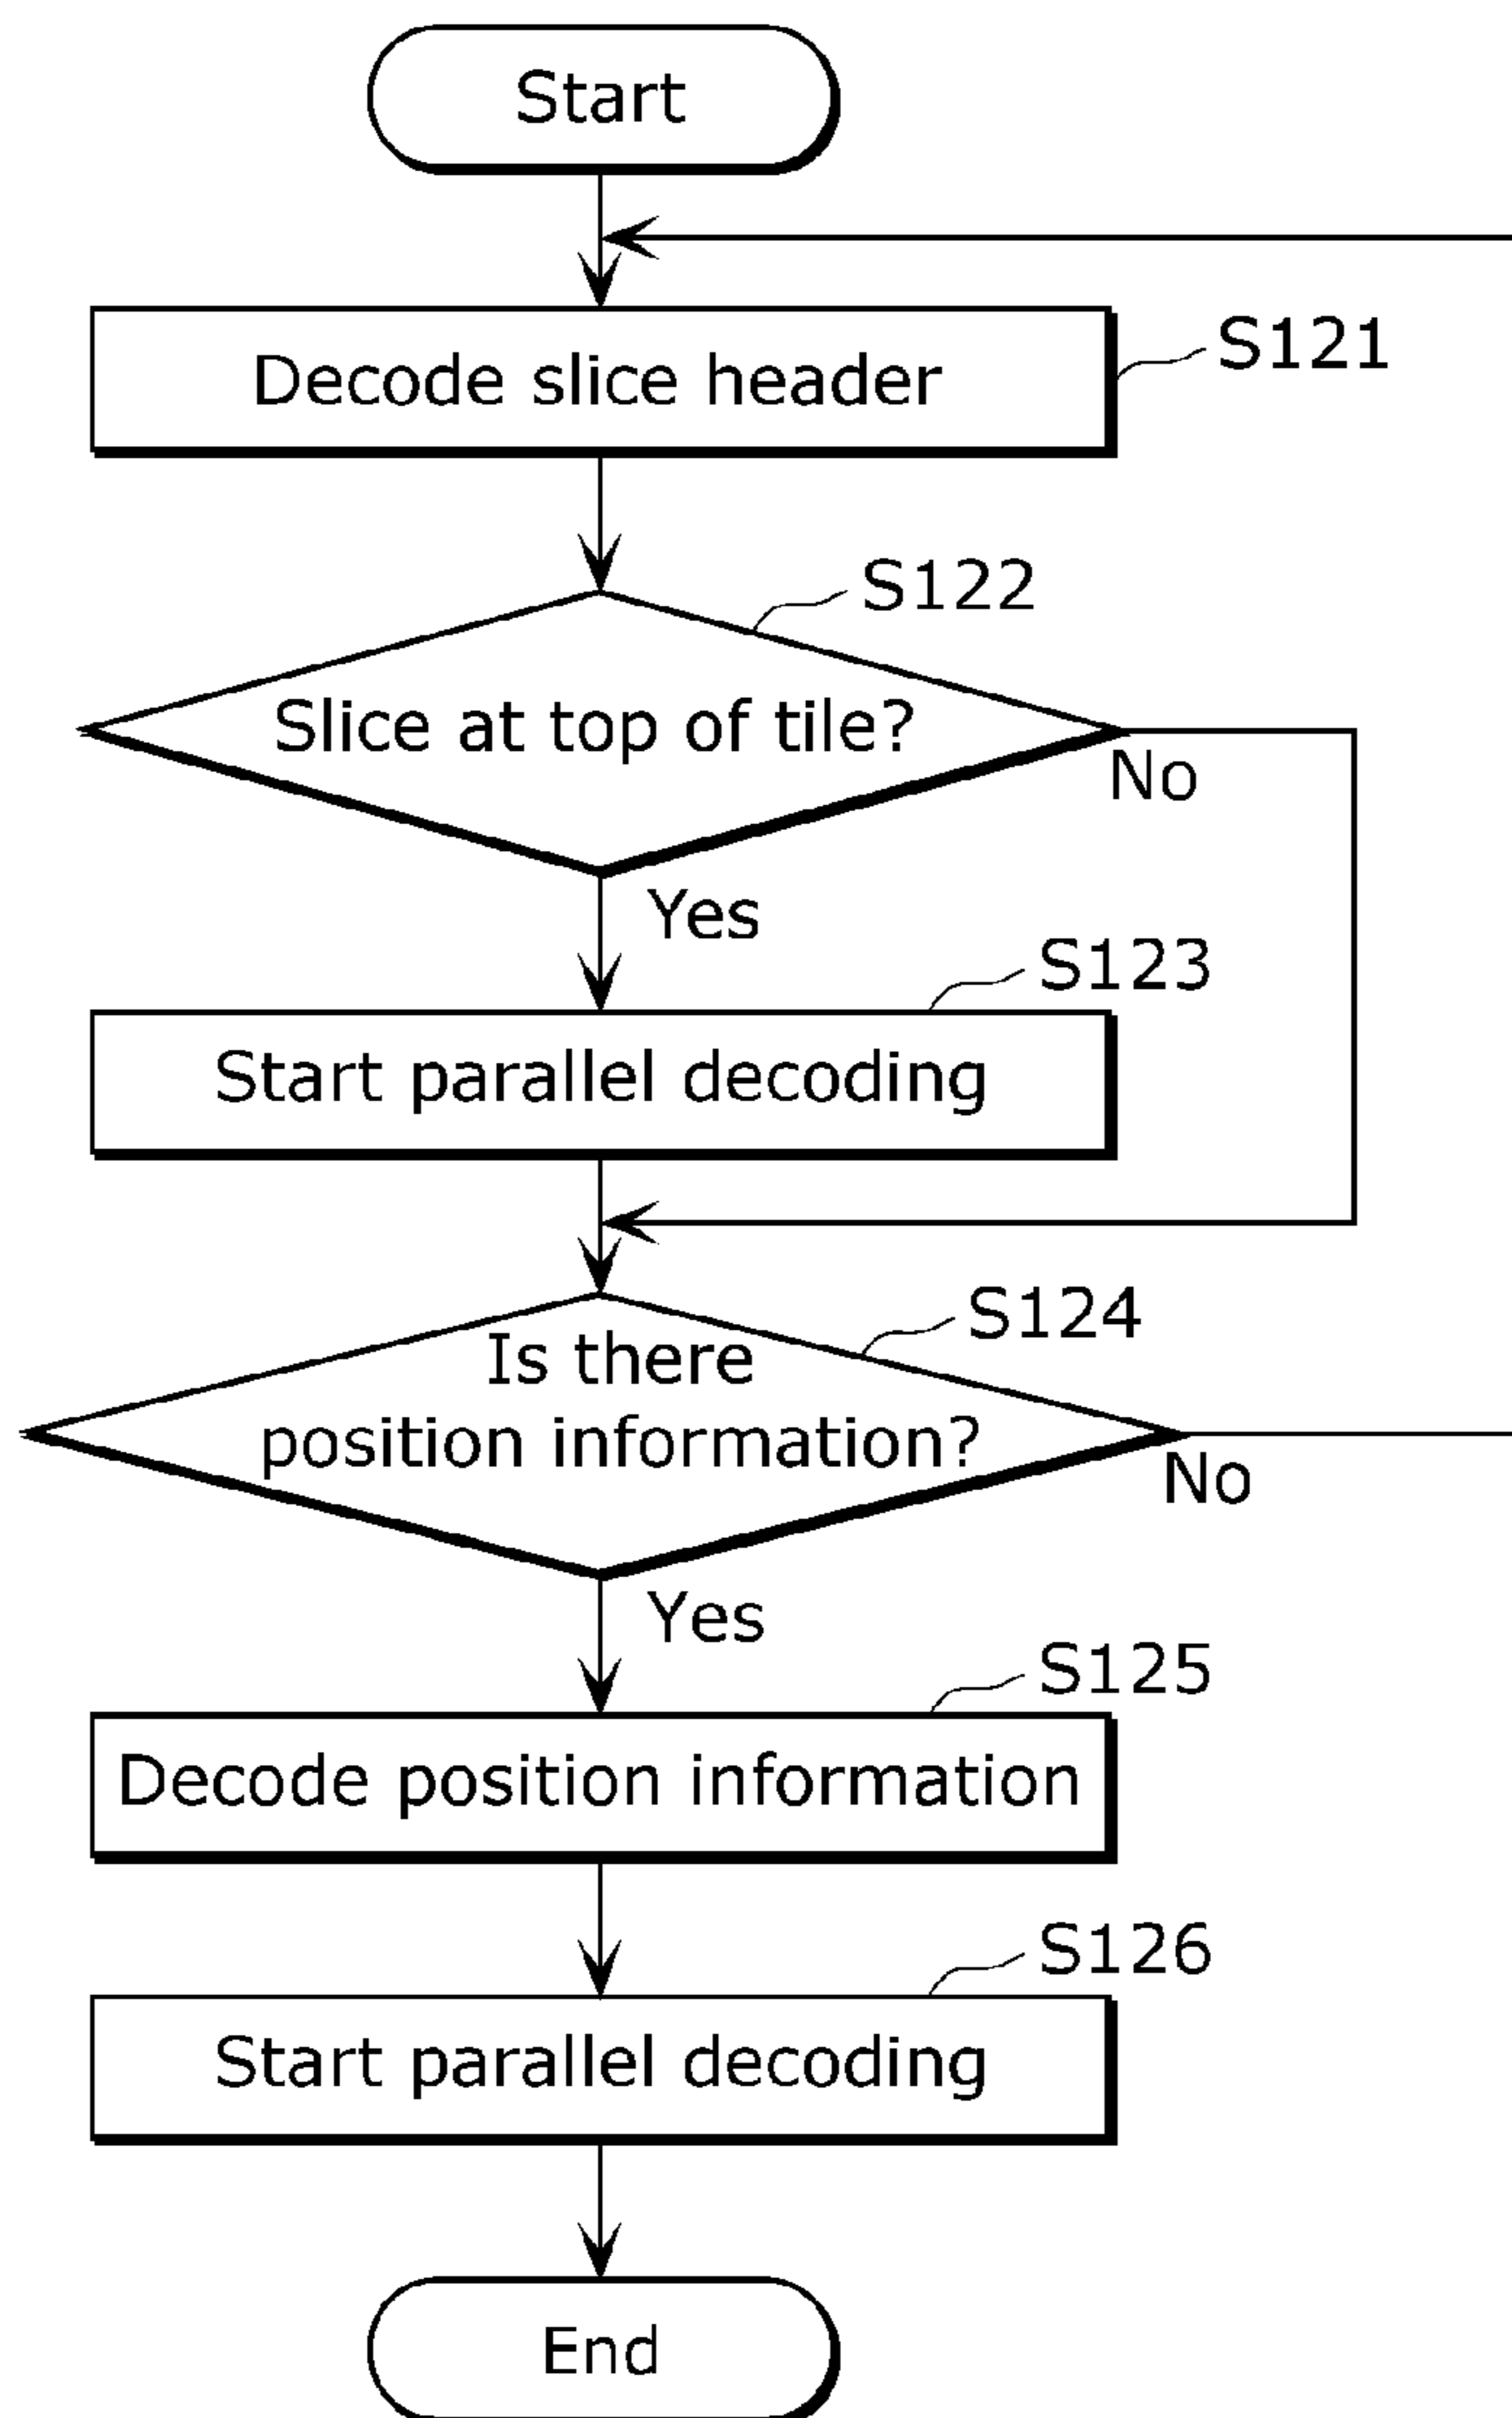 Start
Decode slice header
S121
S122
Slice at top of tile?
No
Yes
S123
Start parallel decoding
S124
Is there
position information?
No
Yes
S125
Decode position information
S126
Start parallel decoding
End